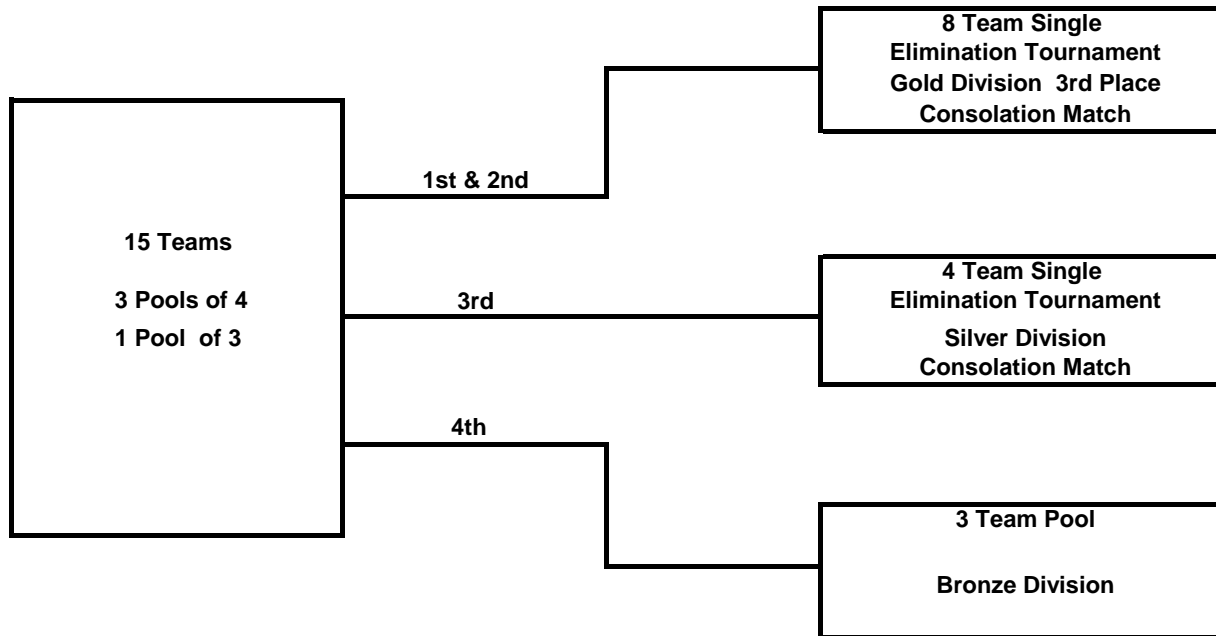 15 Teams
3 Pools of 4
1 Pool of 3
1st & 2nd
3rd
4th
8 Team Single
Elimination Tournament
Gold Division 3rd Place
Consolation Match
4 Team Single
Elimination Tournament
Silver Division
Consolation Match
3 Team Pool
Bronze Division